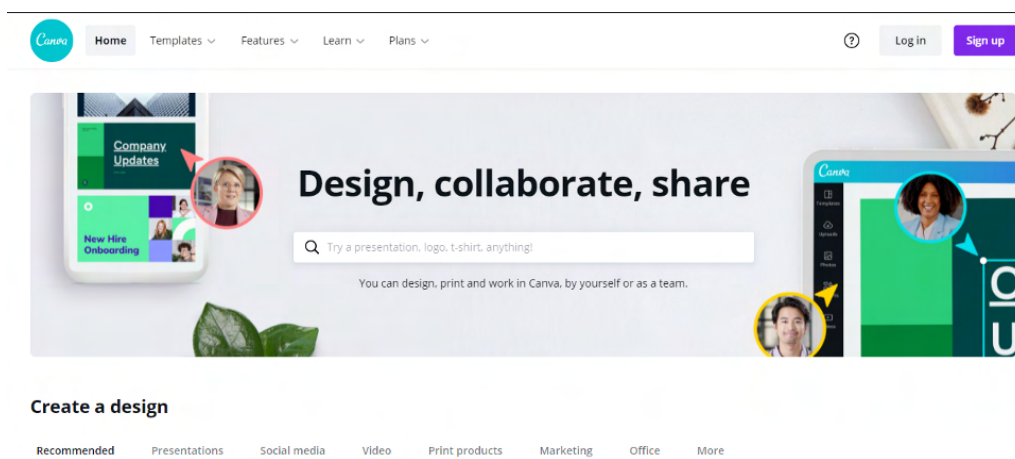 Canva
Home
Templates
Features
Learn
Plans
Log in
Sign up
Company
Updates
New Hire
Onboarding
Design, collaborate, share
Try a presentation, logo, t-shirt, anything!
You can design, print and work in Canva, by yourself or as a team.
Canva
Templates
Uploads
Photos
Create a design
Recommended
Presentations
Social media
Video
Print products
Marketing
Office
More